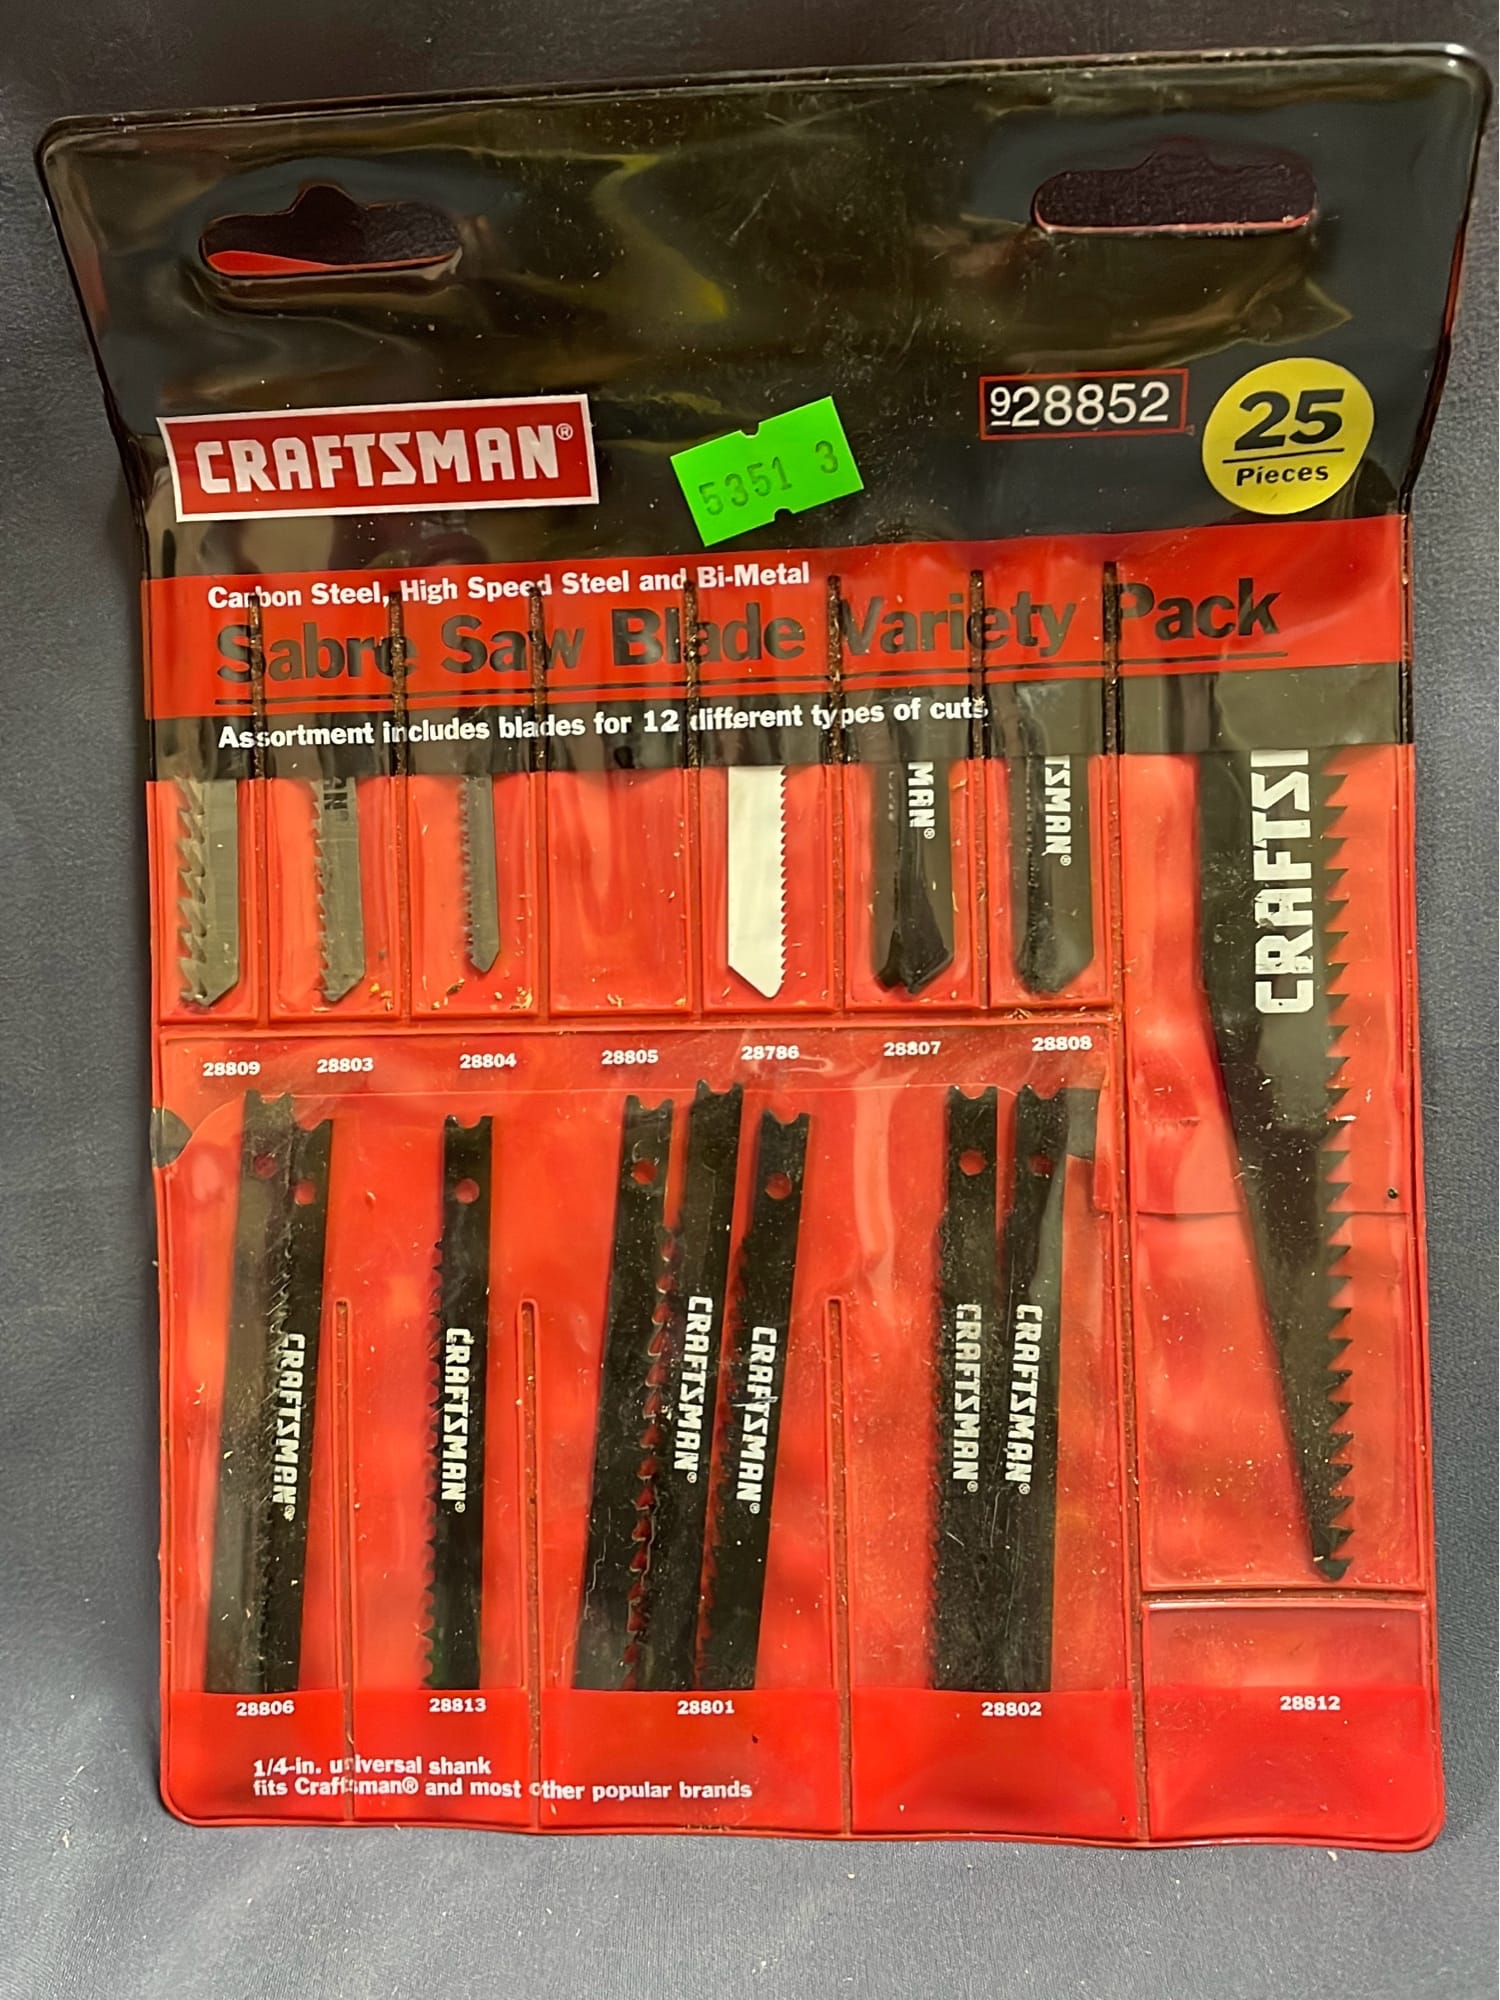 CRAFTSMAN®
5351 3
928852
25
Pieces
Carbon Steel, High Speed Steel and Bi-Metal
Sabre Saw Blade Variety Pack
Assortment includes blades for 12 different types of cuts
MAN®
TSMAN®
CRAFTS
28809 28803 28804 28805 28786 28807 28808
CRAFTSMAN®
CRAFTSMAN®
CRAFTSMAN®
CRAFTSMAN®
CRAFTSMAN®
CRAFTSMAN®
28806 28813 28801 28802 28812
1/4-in. universal shank
fits Craftsman® and most other popular brands